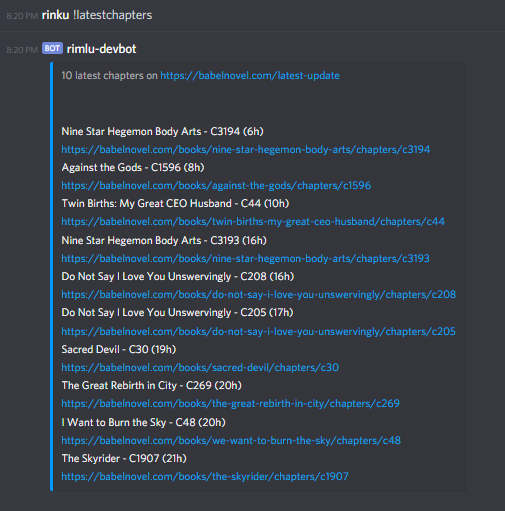 8:20 PM rinku !latestchapters
8:20 PM BOT rimlu-devbot
10 latest chapters on https://babelnovel.com/latest-update
Nine Star Hegemon Body Arts - C3194 (6h)
https://babelnovel.com/books/nine-star-hegemon-body-arts/chapters/c3194
Against the Gods - C1596 (8h)
https://babelnovel.com/books/against-the-gods/chapters/c1596
Twin Births: My Great CEO Husband - C44 (10h)
https://babelnovel.com/books/twin-births-my-great-ceo-husband/chapters/c44
Nine Star Hegemon Body Arts - C3193 (16h)
https://babelnovel.com/books/nine-star-hegemon-body-arts/chapters/c3193
Do Not Say I Love You Unswervingly - C208 (16h)
https://babelnovel.com/books/do-not-say-i-love-you-unswervingly/chapters/c208
Do Not Say I Love You Unswervingly - C205 (17h)
https://babelnovel.com/books/do-not-say-i-love-you-unswervingly/chapters/c205
Sacred Devil - C30 (19h)
https://babelnovel.com/books/sacred-devil/chapters/c30
The Great Rebirth in City - C269 (20h)
https://babelnovel.com/books/the-great-rebirth-in-city/chapters/c269
I Want to Burn the Sky - C48 (20h)
https://babelnovel.com/books/we-want-to-burn-the-sky/chapters/c48
The Skyrider - C1907 (21h)
https://babelnovel.com/books/the-skyrider/chapters/c1907